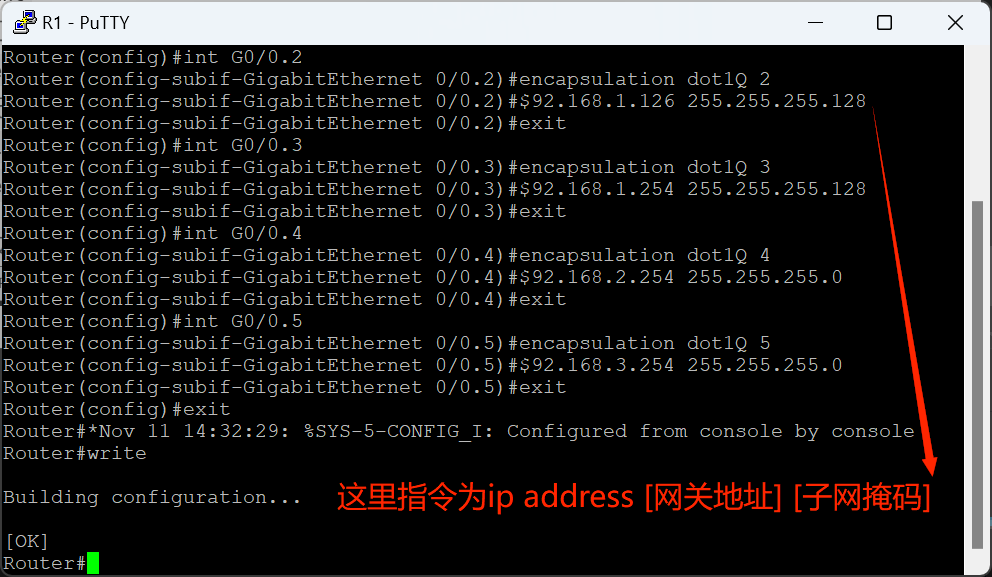 R1 - PuTTY
Router(config)#int G0/0.2
Router(config-subif-GigabitEthernet 0/0.2)#encapsulation dot1Q 2
Router(config-subif-GigabitEthernet 0/0.2)#$92.168.1.126 255.255.255.128
Router(config-subif-GigabitEthernet 0/0.2)#exit
Router(config)#int G0/0.3
Router(config-subif-GigabitEthernet 0/0.3)#encapsulation dot1Q 3
Router(config-subif-GigabitEthernet 0/0.3)#$92.168.1.254 255.255.255.128
Router(config-subif-GigabitEthernet 0/0.3)#exit
Router(config)#int G0/0.4
Router(config-subif-GigabitEthernet 0/0.4)#encapsulation dot1Q 4
Router(config-subif-GigabitEthernet 0/0.4)#$92.168.2.254 255.255.255.0
Router(config-subif-GigabitEthernet 0/0.4)#exit
Router(config)#int G0/0.5
Router(config-subif-GigabitEthernet 0/0.5)#encapsulation dot1Q 5
Router(config-subif-GigabitEthernet 0/0.5)#$92.168.3.254 255.255.255.0
Router(config-subif-GigabitEthernet 0/0.5)#exit
Router(config)#exit
Router#*Nov 11 14:32:29: %SYS-5-CONFIG_I: Configured from console by console
Router#write
Building configuration...
这里指令为ip address [网关地址] [子网掩码]
[OK]
Router#